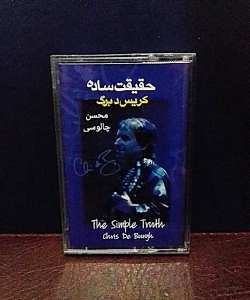 حقیقت ساده
کریس د برگ
محسن
چالوسی
The Simple Truth
Chris De Burgh